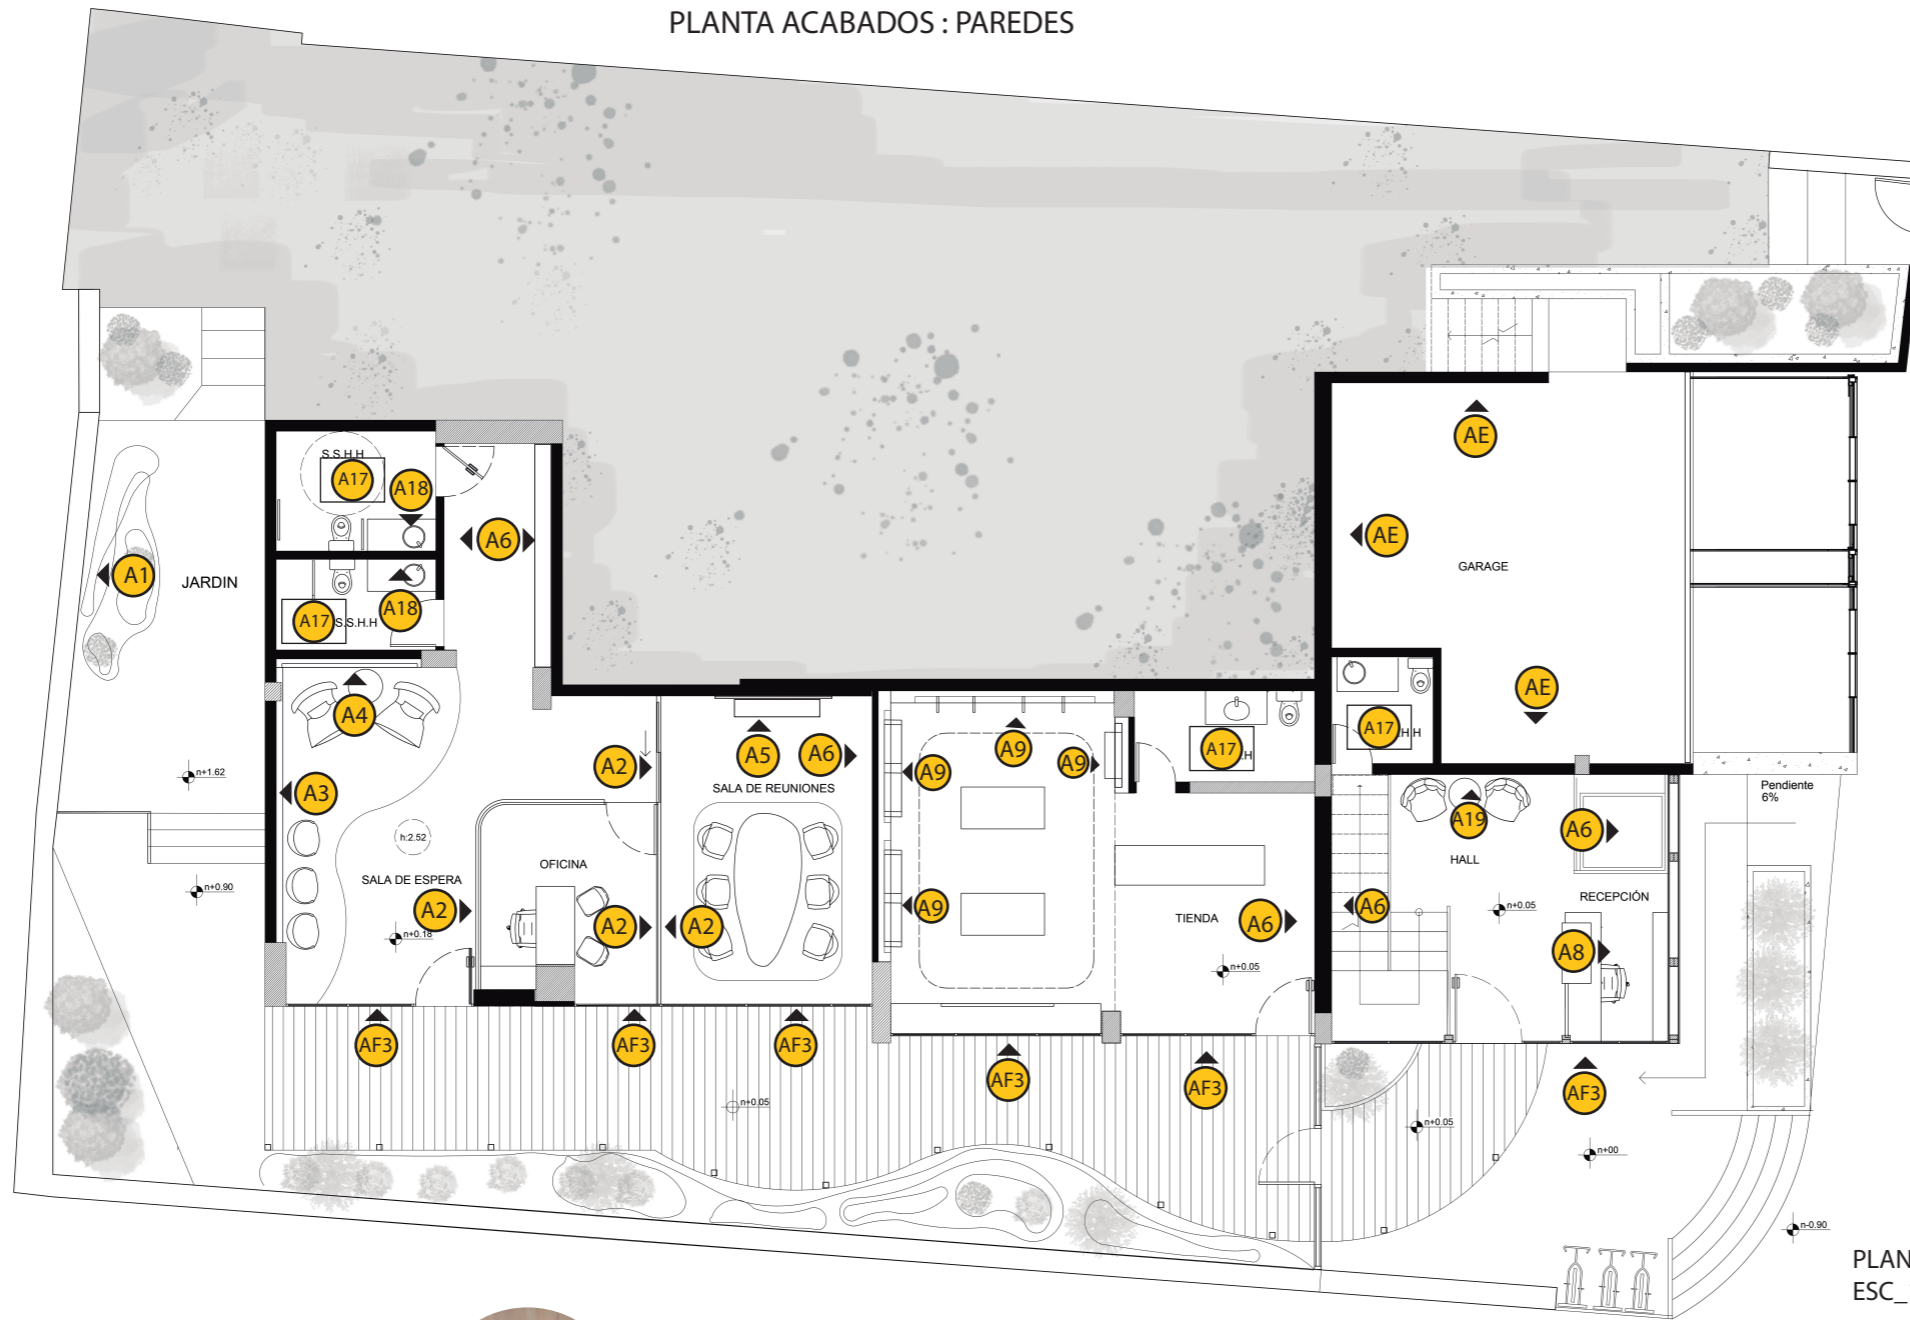 PLANTA ACABADOS : PAREDES
AE
S.S.H.H
A17
A18
A6
AE
GARAGE
A1
JARDIN
A17
S.S.H.H
A18
AE
A4
A17
H H
A5
A6
A9
A9
A17
.H
A2
A9
n+1.62
SALA DE REUNIONES
Pendiente
6%
A3
A19
A6
h:2.52
OFICINA
HALL
SALA DE ESPERA
n+0.90
RECEPCIÓN
A2
A2
A2
A9
TIENDA
A6
A6
n+0.05
n+0.18
A8
n+0.05
AF3
AF3
AF3
AF3
AF3
AF3
n+0.05
n+0.05
n+00
n-0.90
PLAN
ESC_